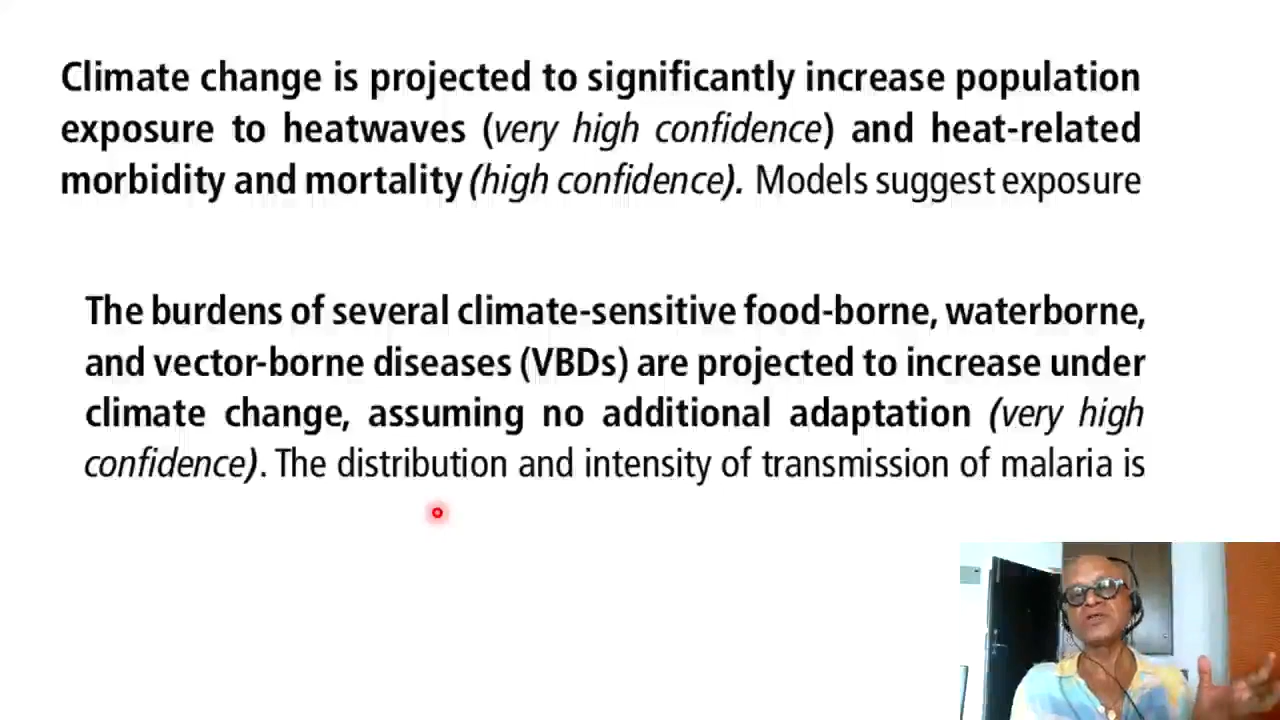 Climate change is projected to significantly increase population
exposure to heatwaves (very high confidence) and heat-related
morbidity and mortality (high confidence). Models suggest exposure
The burdens of several climate-sensitive food-borne, waterborne,
and vector-borne diseases (VBDs) are projected to increase under
climate change, assuming no additional adaptation (very high
confidence). The distribution and intensity of transmission of malaria is